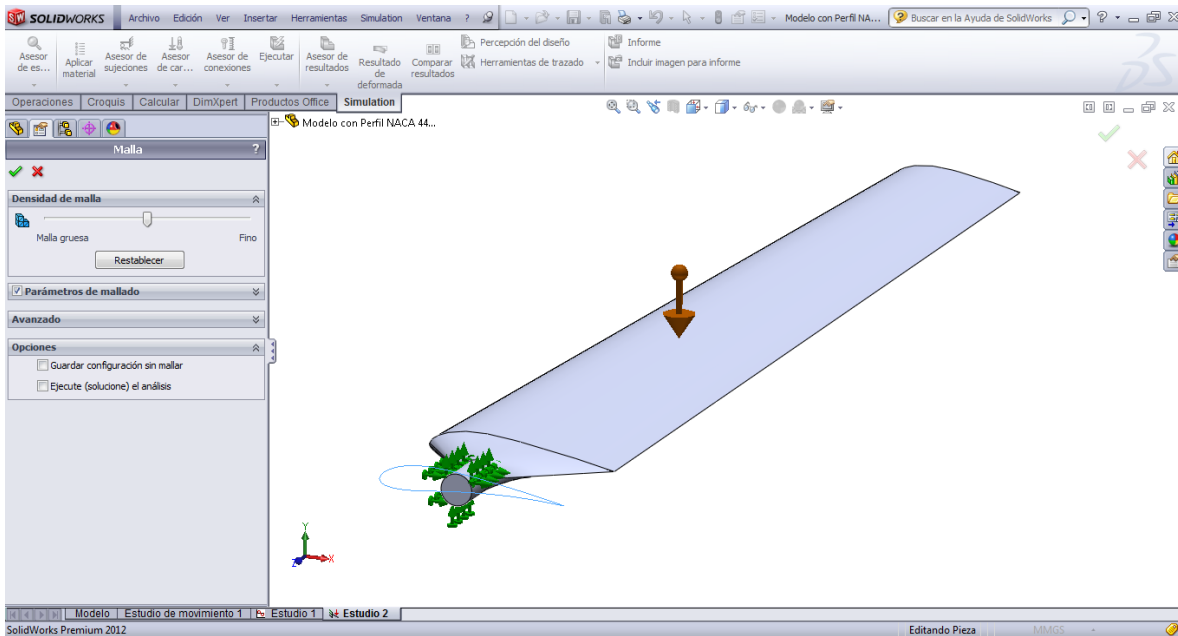 SOLIDWORKS Archivo Edición Ver Insertar Herramientas Simulation Ventana ? Modelo con Perfil NA... Buscar en la Ayuda de SolidWorks ?
Asesor de es...
Aplicar material
Asesor de sujeciones
Asesor de car...
Asesor de conexiones
Ejecutar
Asesor de resultados
Resultado de deformada
Comparar resultados
Percepción del diseño
Herramientas de trazado
Informe
Incluir imagen para informe
Operaciones Croquis Calcular DimXpert Productos Office Simulation
Modelo con Perfil NACA 44...
Malla ?
Densidad de malla
Malla gruesa Fino
Restablecer
Parámetros de mallado
Avanzado
Opciones
Guardar configuración sin mallar
Ejecute (solucione) el análisis
Y
X
Z
Modelo Estudio de movimiento 1 Estudio 1 Estudio 2
SolidWorks Premium 2012 Editando Pieza MMGS -